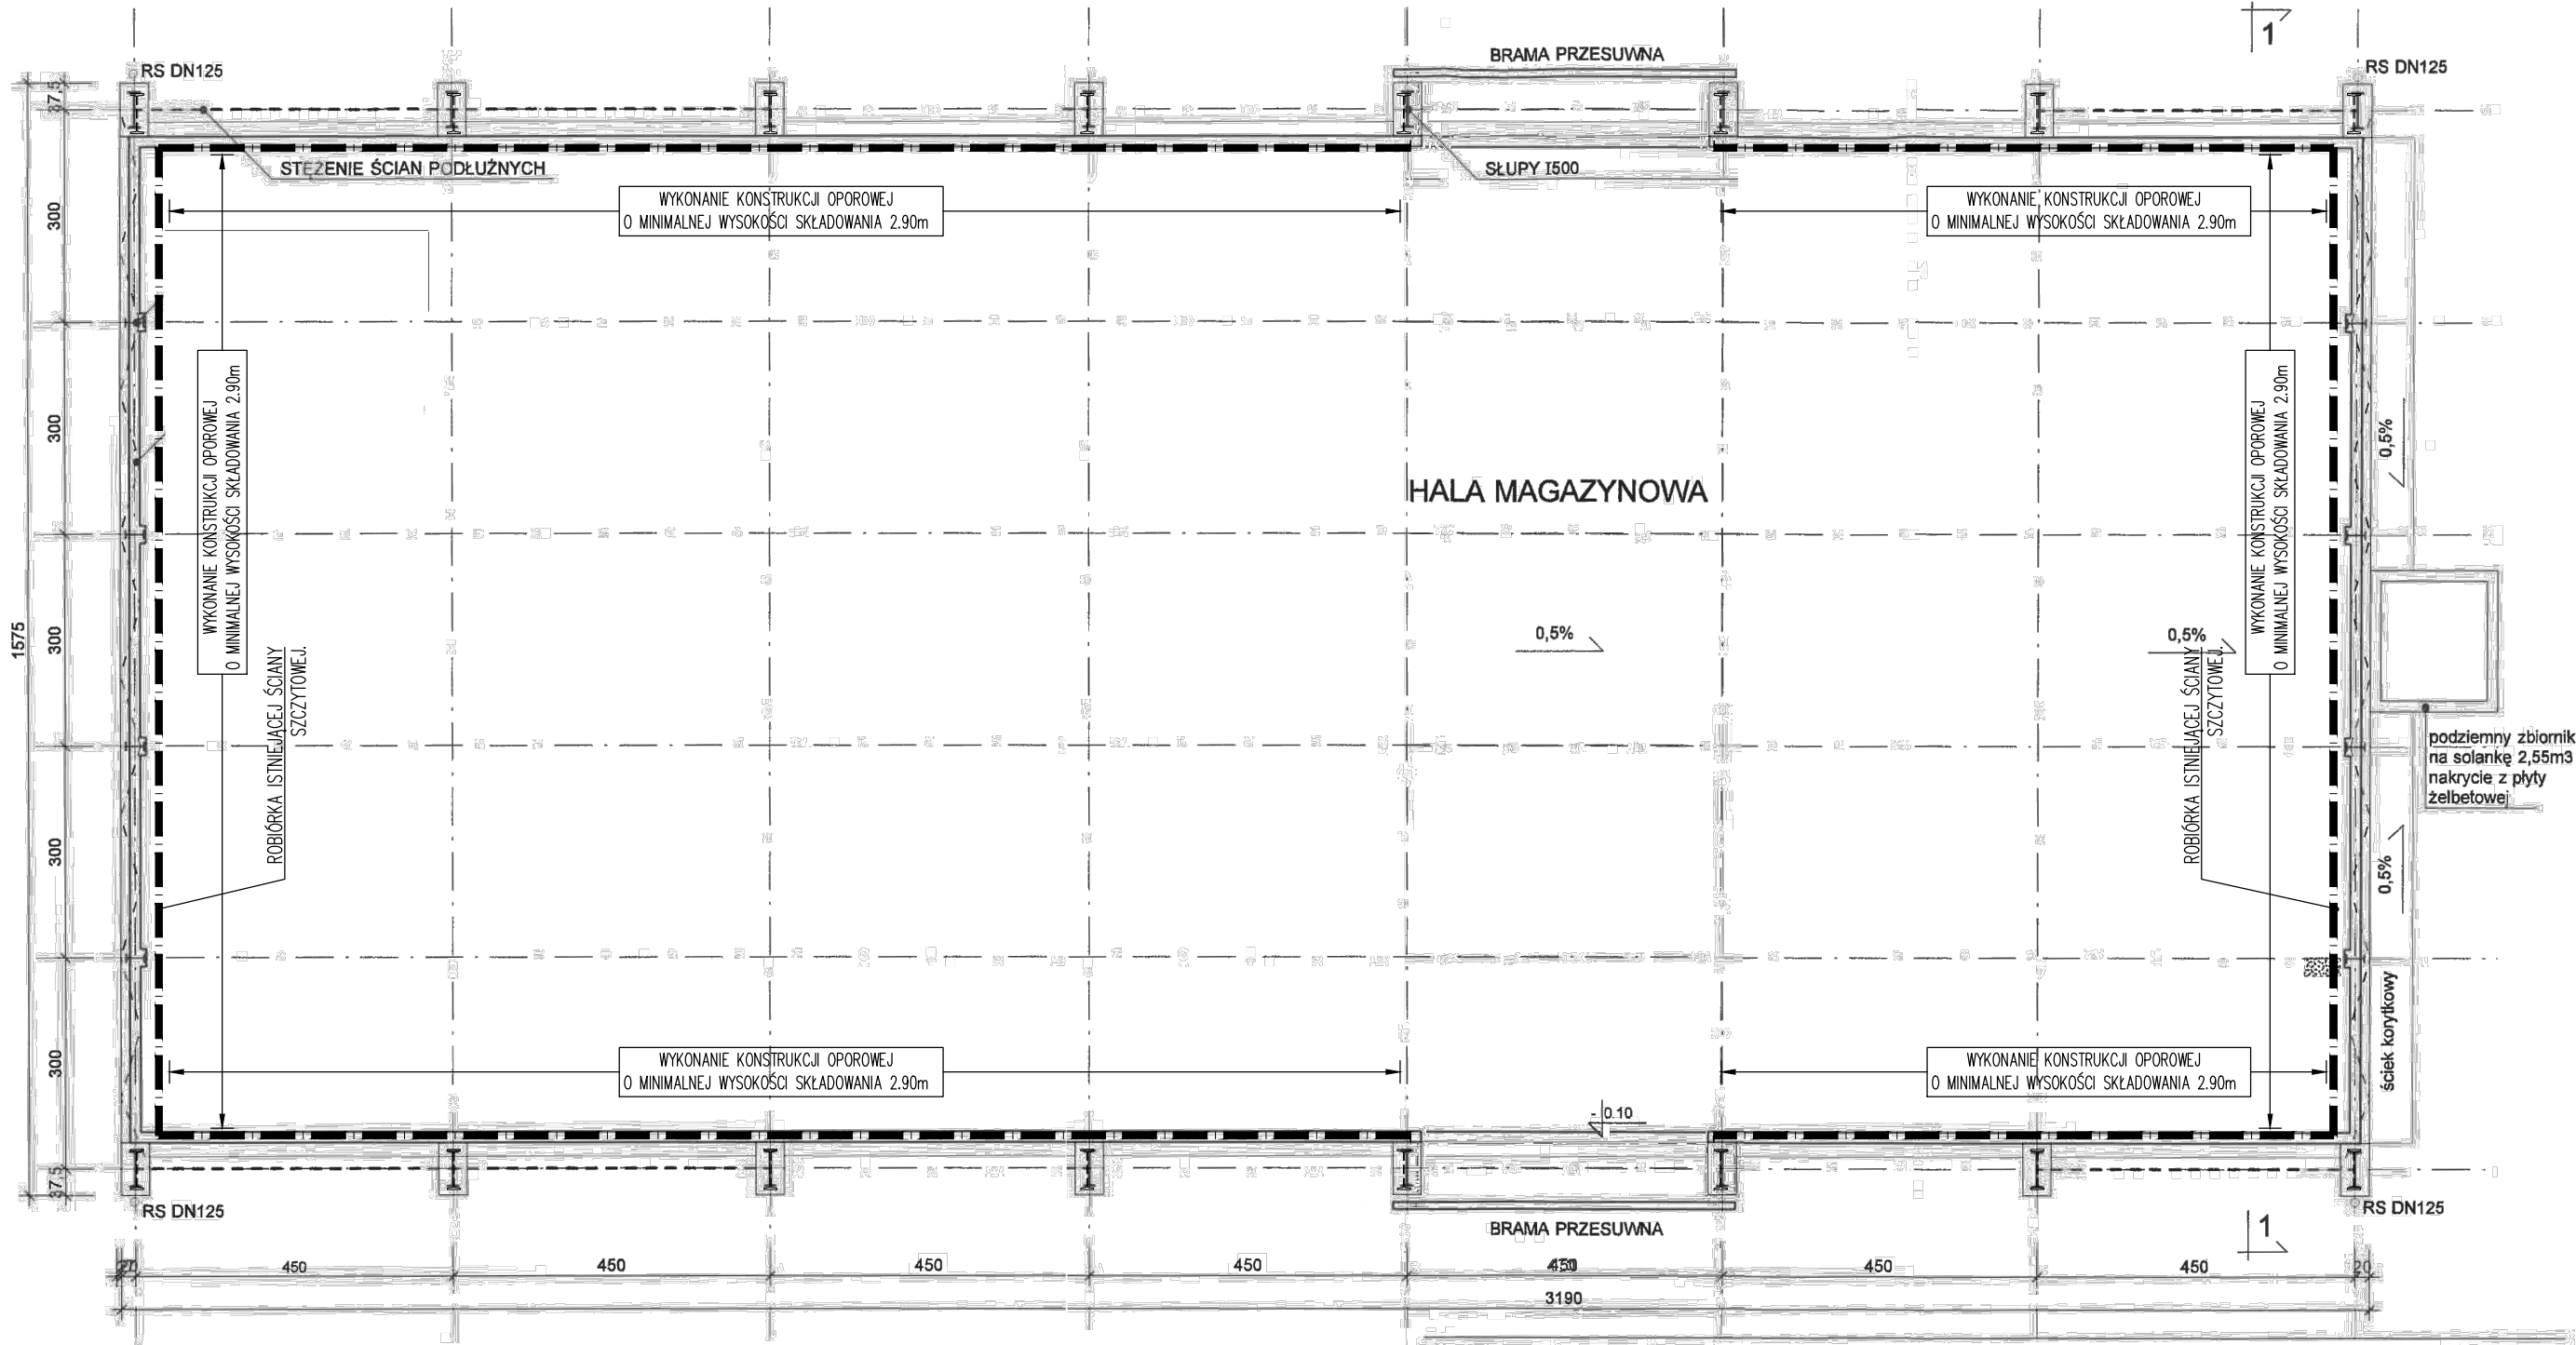 1
BRAMA PRZESUWNA
RS DN125
RS DN125
37,5
STĘŻENIE ŚCIAN PODŁUŻNYCH
SŁUPY I500
WYKONANIE KONSTRUKCJI OPOROWEJ
O MINIMALNEJ WYSOKOŚCI SKŁADOWANIA 2.90m
WYKONANIE KONSTRUKCJI OPOROWEJ
O MINIMALNEJ WYSOKOŚCI SKŁADOWANIA 2.90m
300
300
300
300
300
1575
WYKONANIE KONSTRUKCJI OPOROWEJ
O MINIMALNEJ WYSOKOŚCI SKŁADOWANIA 2.90m
WYKONANIE KONSTRUKCJI OPOROWEJ
O MINIMALNEJ WYSOKOŚCI SKŁADOWANIA 2.90m
0,5%
HALA MAGAZYNOWA
0,5%
0,5%
ROBIÓRKA ISTNIEJĄCEJ ŚCIANY
SZCZYTOWEJ.
ROBIÓRKA ISTNIEJĄCEJ ŚCIANY
SZCZYTOWEJ.
podziemny zbiornik
na solankę 2,55m3
nakrycie z płyty
żelbetowej
0,5%
ściek korytkowy
WYKONANIE KONSTRUKCJI OPOROWEJ
O MINIMALNEJ WYSOKOŚCI SKŁADOWANIA 2.90m
WYKONANIE KONSTRUKCJI OPOROWEJ
O MINIMALNEJ WYSOKOŚCI SKŁADOWANIA 2.90m
- 0.10
37,5
RS DN125
RS DN125
BRAMA PRZESUWNA
1
450
450
450
450
450
450
450
20
3190